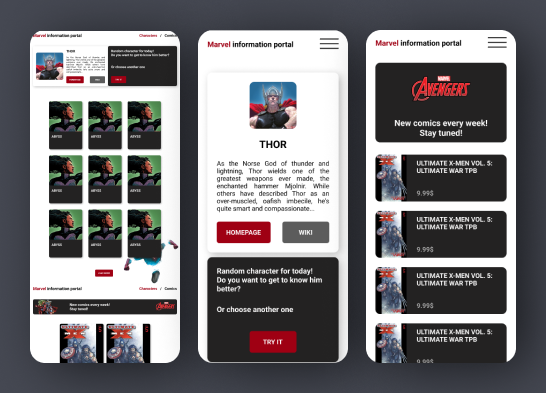 Marvel information portal
Characters / Comics
THOR
HOMEPAGE
WIKI
Random character for today!
Do you want to get to know him better?
Or choose another one
TRY IT
ABYSS
ABYSS
ABYSS
ABYSS
ABYSS
ABYSS
ABYSS
ABYSS
ABYSS
LOAD MORE
Marvel information portal
Characters / Comics
New comics every week!
Stay tuned!
AVENGERS
Marvel information portal
THOR
As the Norse God of thunder and
lightning, Thor wields one of the
greatest weapons ever made, the
enchanted hammer Mjolnir. While
others have described Thor as an
over-muscled, oafish imbecile, he's
quite smart and compassionate...
HOMEPAGE
WIKI
Random character for today!
Do you want to get to know him
better?
Or choose another one
TRY IT
Marvel information portal
MARVEL
AVENGERS
New comics every week!
Stay tuned!
ULTIMATE X-MEN VOL. 5:
ULTIMATE WAR TPB
9.99$
ULTIMATE X-MEN VOL. 5:
ULTIMATE WAR TPB
9.99$
ULTIMATE X-MEN VOL. 5:
ULTIMATE WAR TPB
9.99$
ULTIMATE X-MEN VOL. 5:
ULTIMATE WAR TPB
9.99$